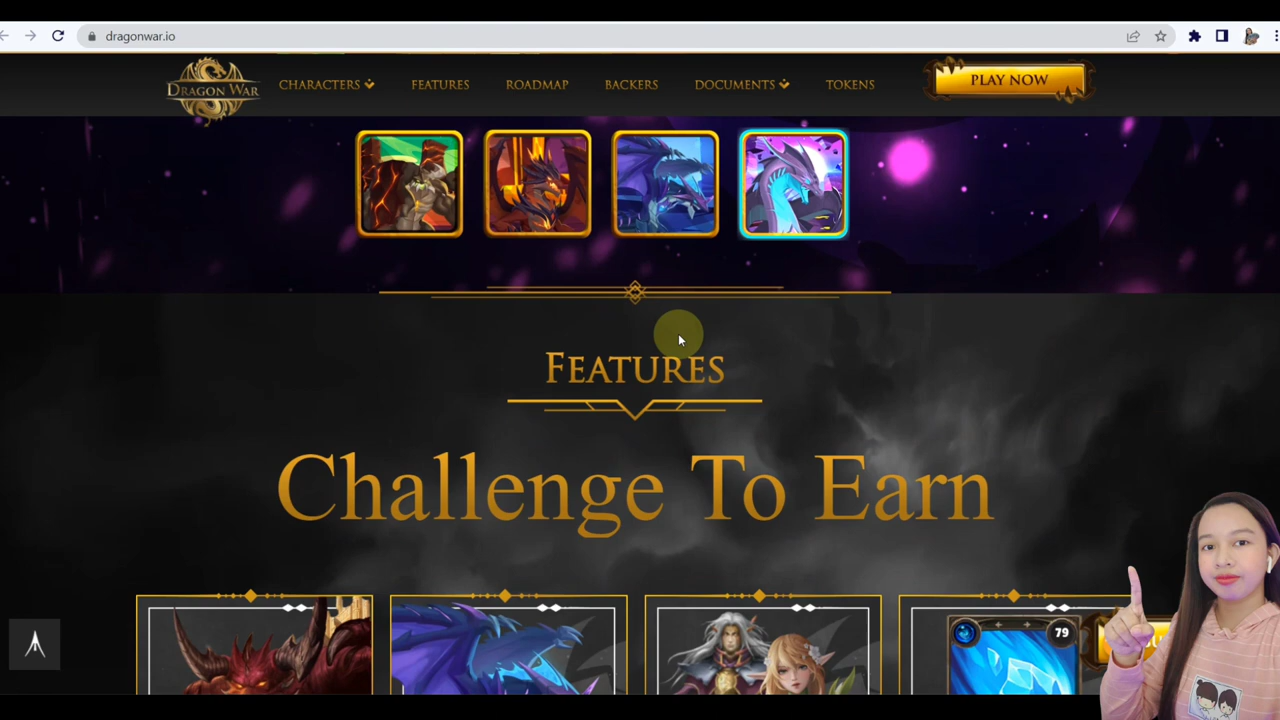 dragonwar.io
DRAGON WAR
CHARACTERS
FEATURES
ROADMAP
BACKERS
DOCUMENTS
TOKENS
PLAY NOW
FEATURES
Challenge To Earn
79